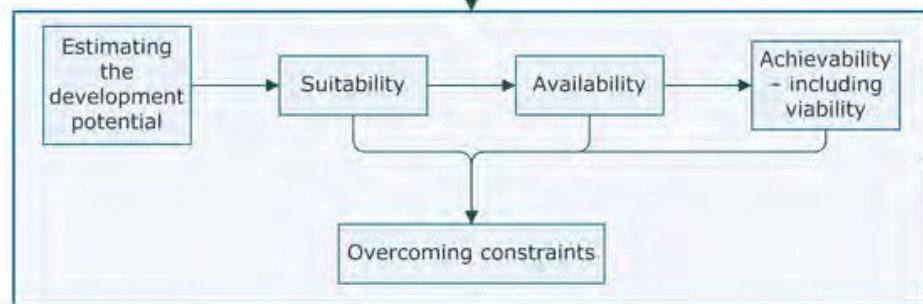 Estimating
the
development
potential
Suitability
Availability
Achievability
– including
viability
Overcoming constraints